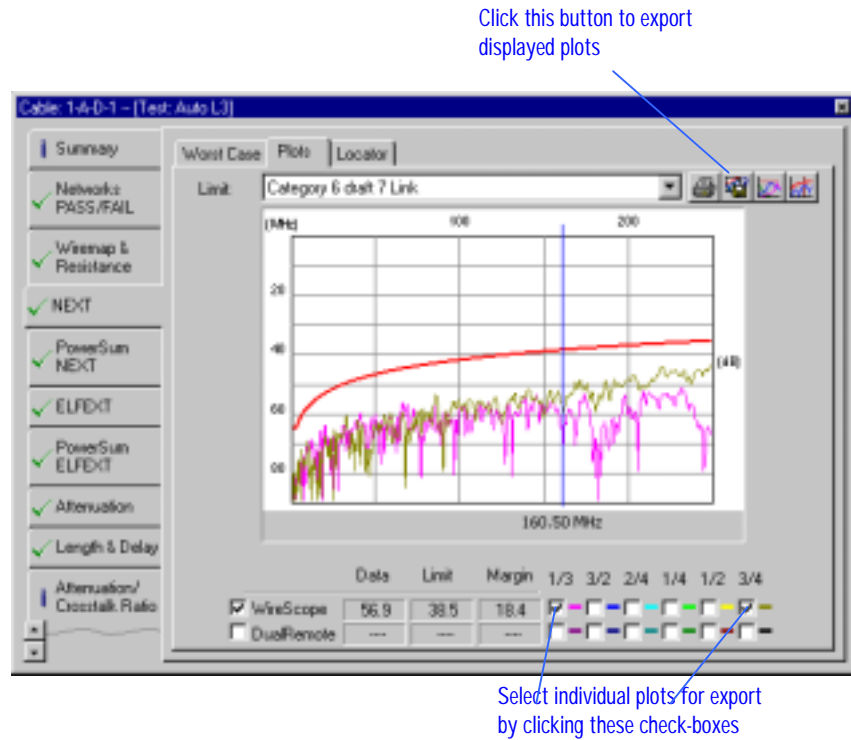 Click this button to export
displayed plots
Cable: 1-A-D-1 - (Test: Auto L3)
Summary
Networks
PASS/FAIL
Wiremap &
Resistance
NEXT
PowerSum
NEXT
ELFEXT
PowerSum
ELFEXT
Attenuation
Length & Delay
Attenuation/
Crosstalk Ratio
Worst Case Plots Locator
Limit: Category 6 draft 7 Link
(MHz) 100 200
20
40
(dB)
60
80
160.50 MHz
Data Limit Margin 1/3 3/2 2/4 1/4 1/2 3/4
WireScope 56.9 38.5 18.4
DualRemote ---- ---- ----
Select individual plots for export
by clicking these check-boxes